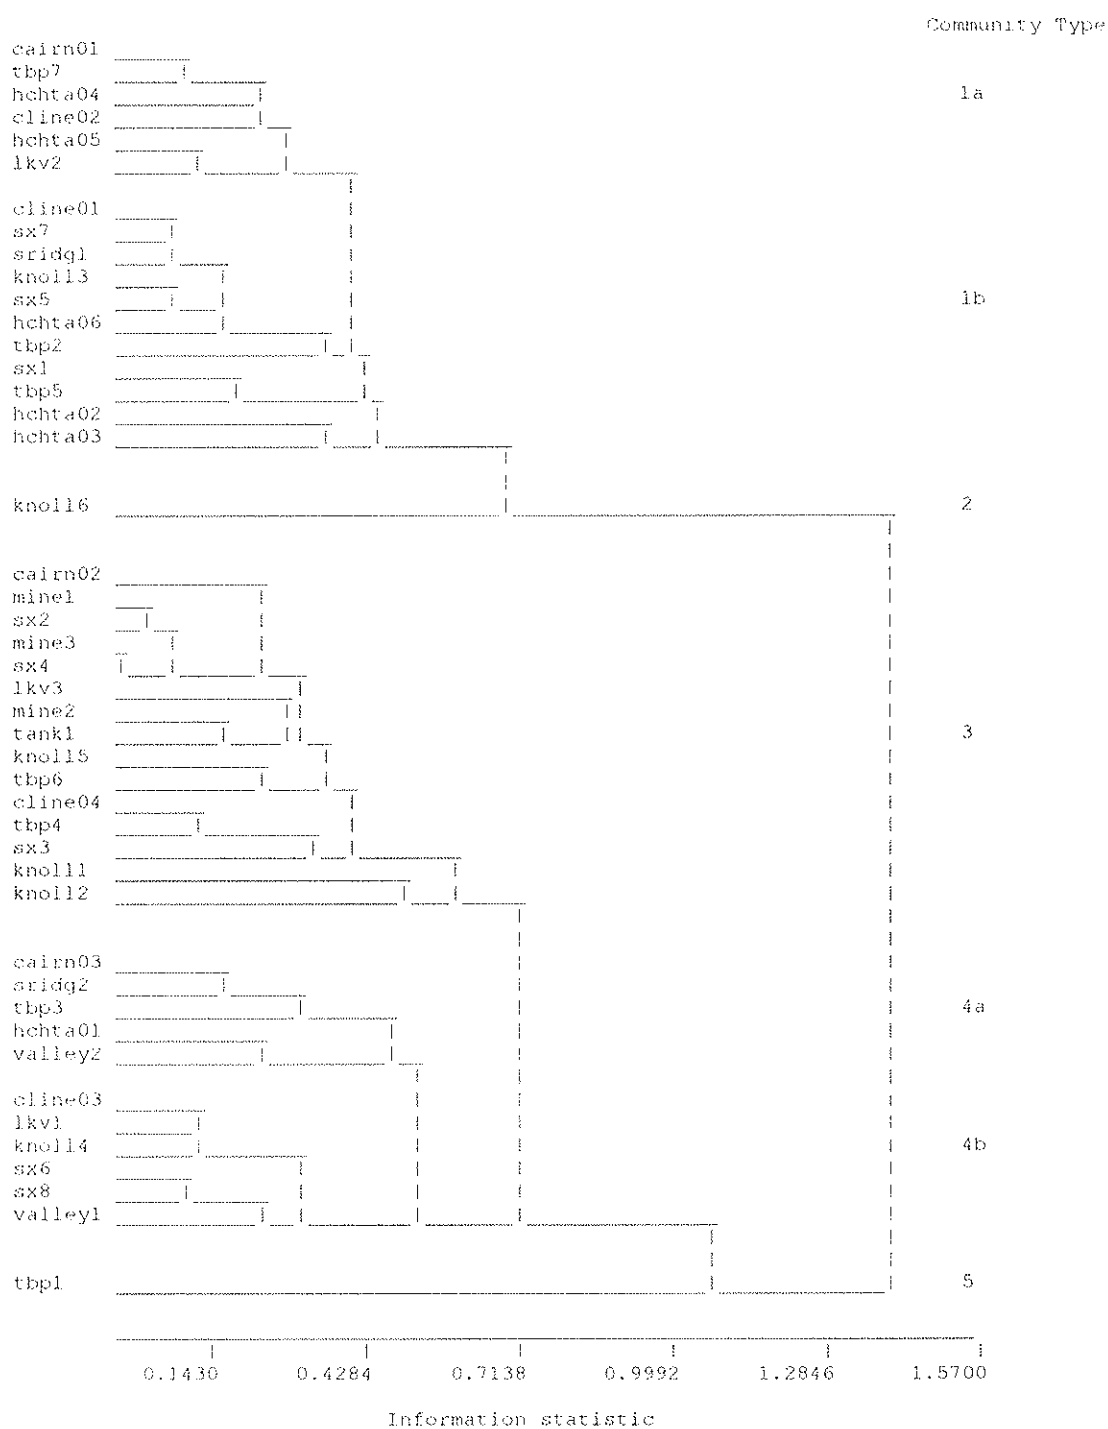 Community Type
cairn01
tbp7
hchta04 1a
cline02
hchta05
lkv2
cline01
sx7
sridg1
knoll3
sx5 1b
hchta06
tbp2
sx1
tbp5
hchta02
hchta03
knoll6 2
cairn02
mine1
sx2
mine3
sx4
lkv3
mine2
tank1 3
knoll5
tbp6
cline04
tbp4
sx3
knoll1
knoll2
cairn03
sridg2
tbp3 4a
hchta01
valley2
cline03
lkv1
knoll4 4b
sx6
sx8
valley1
tbp1 5
0.1430 0.4284 0.7138 0.9992 1.2846 1.5700
Information statistic